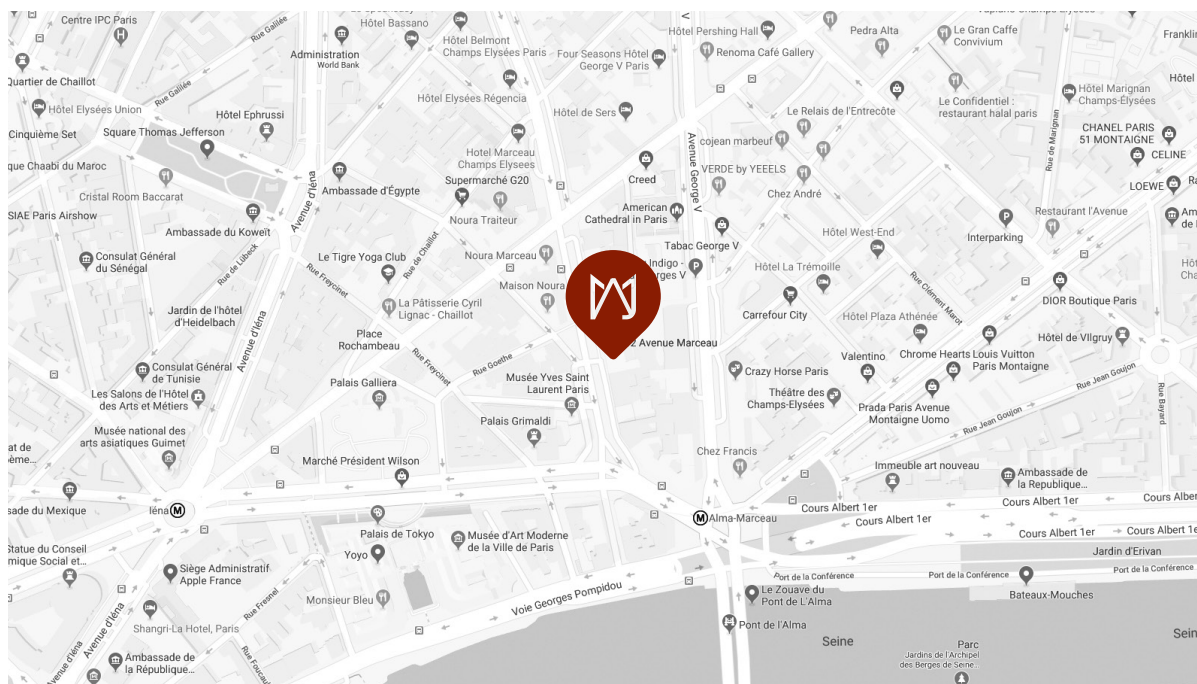 Centre IPC Paris
Hôtel Bassano
Rue Galilée
Administration
World Bank
Hôtel Belmont
Champs Elysées Paris
Four Seasons Hôtel
George V Paris
Hôtel Pershing Hall
Renoma Café Gallery
Pedra Alta
Le Gran Caffe
Convivium
Franklin
Quartier de Chaillot
Rue Galilée
Hôtel Elysées Régencia
Hôtel Elysées Union
Hôtel Ephrussi
Hôtel de Sers
Le Relais de l'Entrecôte
Le Confidentiel :
restaurant halal paris
Hôtel Marignan
Champs-Élysées
Hôtel
Rue de Marignan
Cinquième Set
Square Thomas Jefferson
Hotel Marceau
Champs Elysees
Avenue George V
cojean marbeuf
CHANEL PARIS
51 MONTAIGNE
CELINE
que Chaabi du Maroc
Cristal Room Baccarat
Ambassade d'Égypte
Supermarché G20
Creed
VERDE by YEEELS
Chez André
LOEWE
SIAE Paris Airshow
Ambassade du Koweït
Avenue d'Iéna
Noura Traiteur
American
Cathedral in Paris
Tabac George V
Hôtel West-End
Interparking
Restaurant l'Avenue
Consulat Général
du Sénégal
Rue de Lübeck
Rue Freycinet
Le Tigre Yoga Club
Rue de Chaillot
Noura Marceau
Indigo -
Hôtel La Trémoille
Rue Clément Marot
Maison Noura
La Pâtisserie Cyril
Lignac - Chaillot
Jardin de l'hôtel
d'Heidelbach
Carrefour City
DIOR Boutique Paris
Avenue d'Iéna
Place
Rochambeau
Hôtel Plaza Athénée
2 Avenue Marceau
Hôtel de VIlgruy
Rue Freycinet
Rue Goethe
Consulat Général
de Tunisie
Valentino
Chrome Hearts
Louis Vuitton
Paris Montaigne
Crazy Horse Paris
Palais Galliera
Musée Yves Saint
Laurent Paris
Les Salons de l'Hôtel
des Arts et Métiers
Théâtre des
Champs-Elysées
Prada Paris Avenue
Montaigne Uomo
Rue Jean Goujon
Rue Bayard
Palais Grimaldi
Rue Jean Goujon
Musée national des
arts asiatiques Guimet
Marché Président Wilson
Chez Francis
Immeuble art nouveau
Ambassade de
la République...
sade du Mexique
Iéna
M
M
Alma-Marceau
Cours Albert 1er
Cours Albert 1er
Cours Albert 1er
Cours Albert
Cours Albert 1er
Cours Albert 1e
Palais de Tokyo
Yoyo
Musée d'Art Moderne
de la Ville de Paris
Jardin d'Erivan
Statue du Conseil
mique Social et...
Siège Administratif
Apple France
Port de la Conférence
Port de la Conférence
Port de la Conférence
Rue Fresnel
Monsieur Bleu
Voie Georges Pompidou
Le Zouave du
Pont de L'Alma
Bateaux-Mouches
Shangri-La Hotel, Paris
Avenue d'Iéna
Pont de l'Alma
Seine
Sein
Parc
Jardins de l'Archipel
des Berges de Seine...
Ambassade de
la République...
Rue Foucault